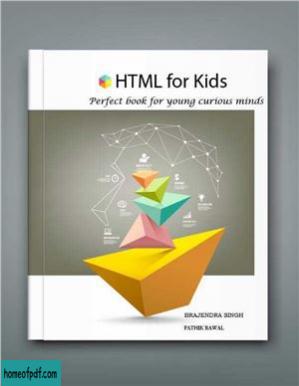 HTML for Kids
Perfect book for young curious minds
BRAJENDRA SINGH
PATHIK RAWAL
homeofpdf.com